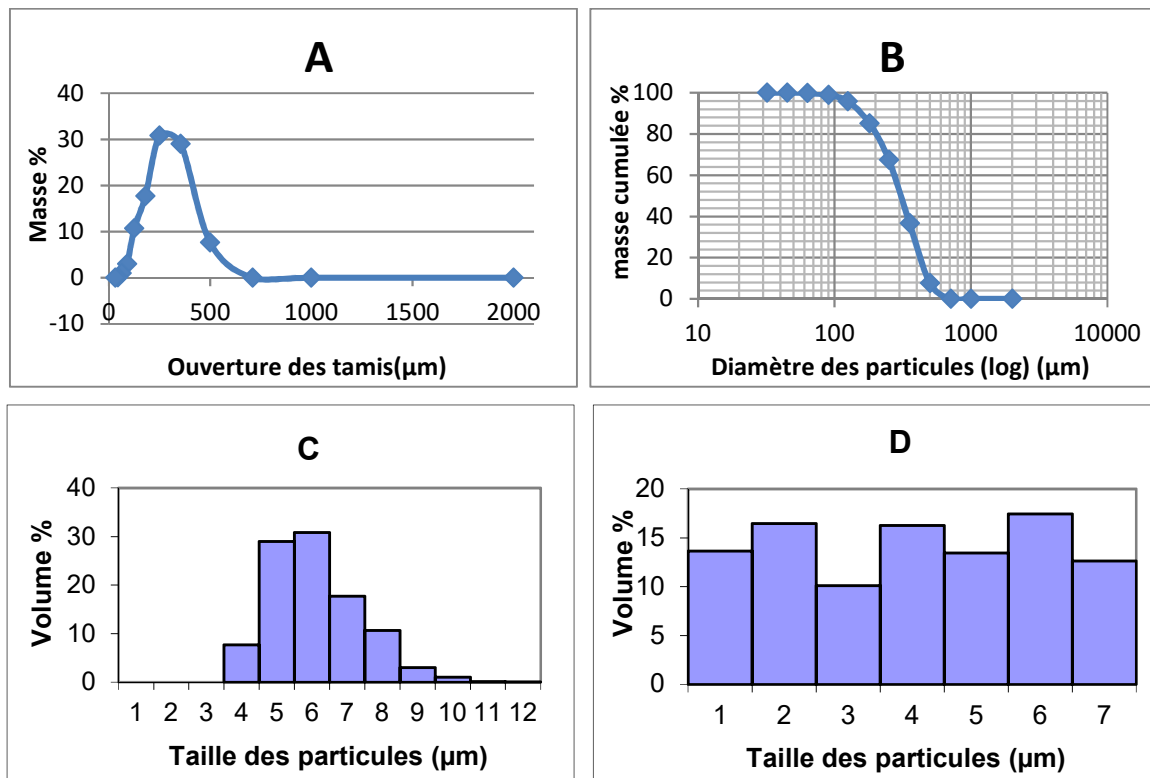 A
40
30
20
10
0
-10
Masse %
0 500 1000 1500 2000
Ouverture des tamis(µm)
B
100
80
60
40
20
0
masse cumulée %
10 100 1000 10000
Diamètre des particules (log) (µm)
C
40
30
20
10
0
Volume %
1 2 3 4 5 6 7 8 9 10 11 12
Taille des particules (µm)
D
20
15
10
5
0
Volume %
1 2 3 4 5 6 7
Taille des particules (µm)